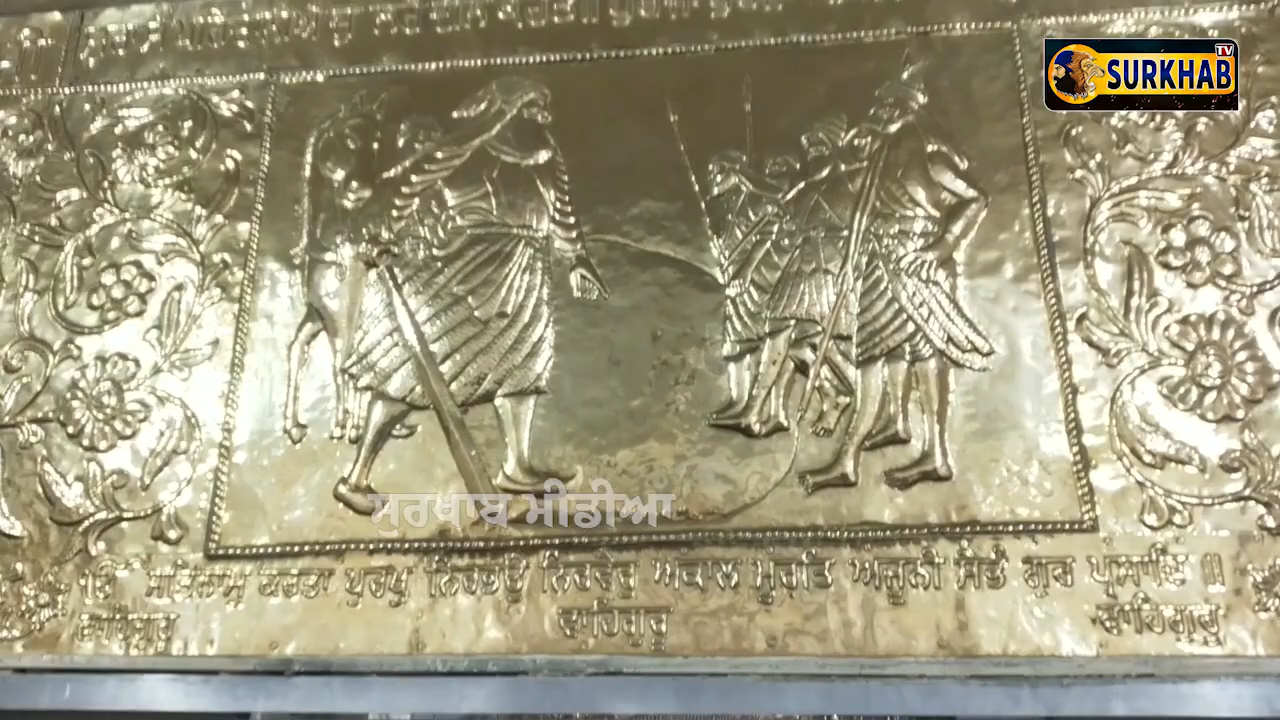 SURKHAB TV
ਸੁਰਖਾਬ ਮੀਡੀਆ
ੴ ਸਤਿਨਾਮੁ ਕਰਤਾ ਪੁਰਖੁ ਨਿਰਭਉ ਨਿਰਵੈਰੁ ਅਕਾਲ ਮੂਰਤਿ ਅਜੂਨੀ ਸੈਭੰ ਗੁਰ ਪ੍ਰਸਾਦਿ ॥
ਵਾਹਿਗੁਰੂ ਵਾਹਿਗੁਰੂ ਵਾਹਿਗੁਰੂ